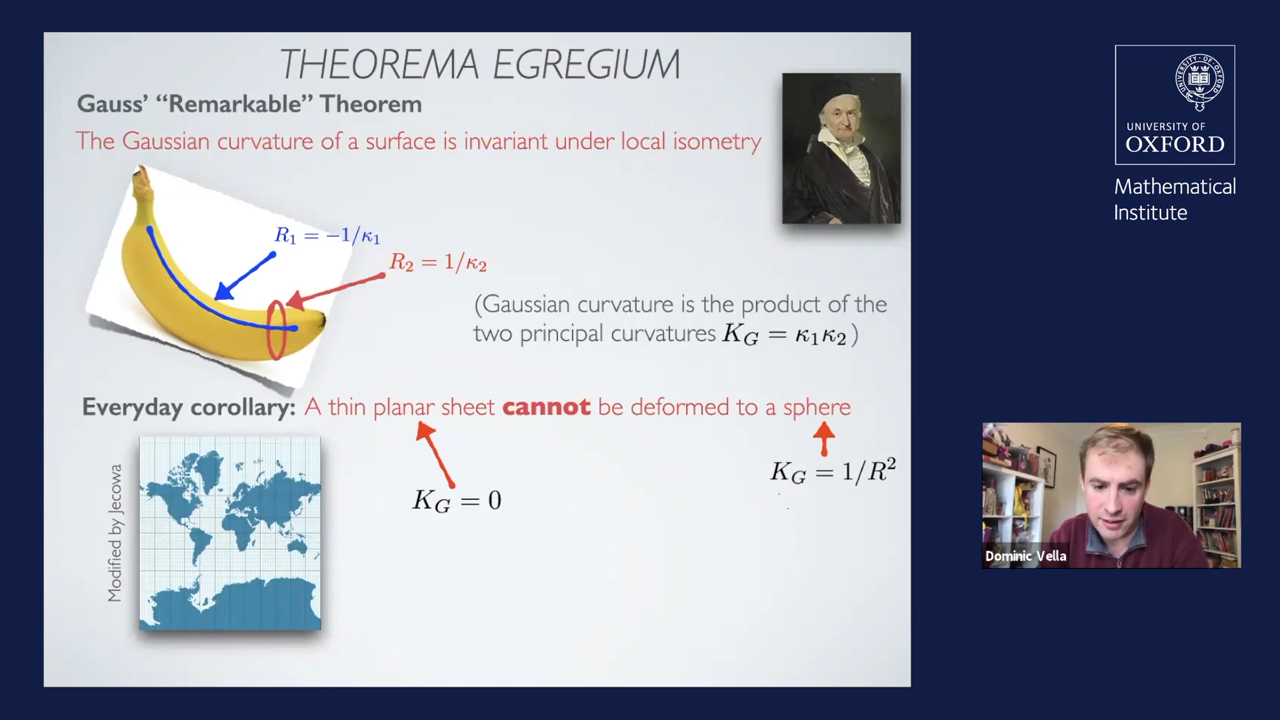 THEOREMA EGREGIUM
Gauss’ “Remarkable” Theorem
The Gaussian curvature of a surface is invariant under local isometry
R₁ = −1/κ₁
R₂ = 1/κ₂
(Gaussian curvature is the product of the
two principal curvatures K_G = κ₁κ₂)
Everyday corollary: A thin planar sheet cannot be deformed to a sphere
K_G = 1/R²
K_G = 0
Modified by Jecowa
UNIVERSITY OF
OXFORD
Mathematical
Institute
Dominic Vella